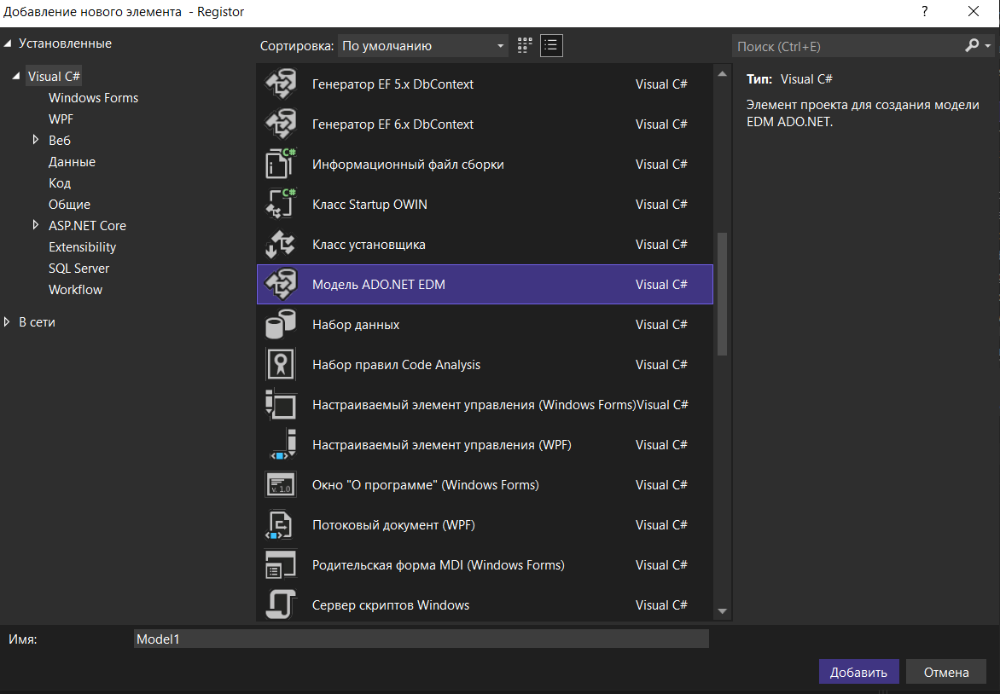 Добавление нового элемента - Registor
?
Установленные
Visual C#
Windows Forms
WPF
Веб
Данные
Код
Общие
ASP.NET Core
Extensibility
SQL Server
Workflow
В сети
Сортировка: По умолчанию
Генератор EF 5.x DbContext Visual C#
Генератор EF 6.x DbContext Visual C#
Информационный файл сборки Visual C#
Класс Startup OWIN Visual C#
Класс установщика Visual C#
Модель ADO.NET EDM Visual C#
Набор данных Visual C#
Набор правил Code Analysis Visual C#
Настраиваемый элемент управления (Windows Forms) Visual C#
Настраиваемый элемент управления (WPF) Visual C#
Окно "О программе" (Windows Forms) Visual C#
Потоковый документ (WPF) Visual C#
Родительская форма MDI (Windows Forms) Visual C#
Сервер скриптов Windows Visual C#
Поиск (Ctrl+E)
Тип: Visual C#
Элемент проекта для создания модели
EDM ADO.NET.
Имя: Model1
Добавить Отмена